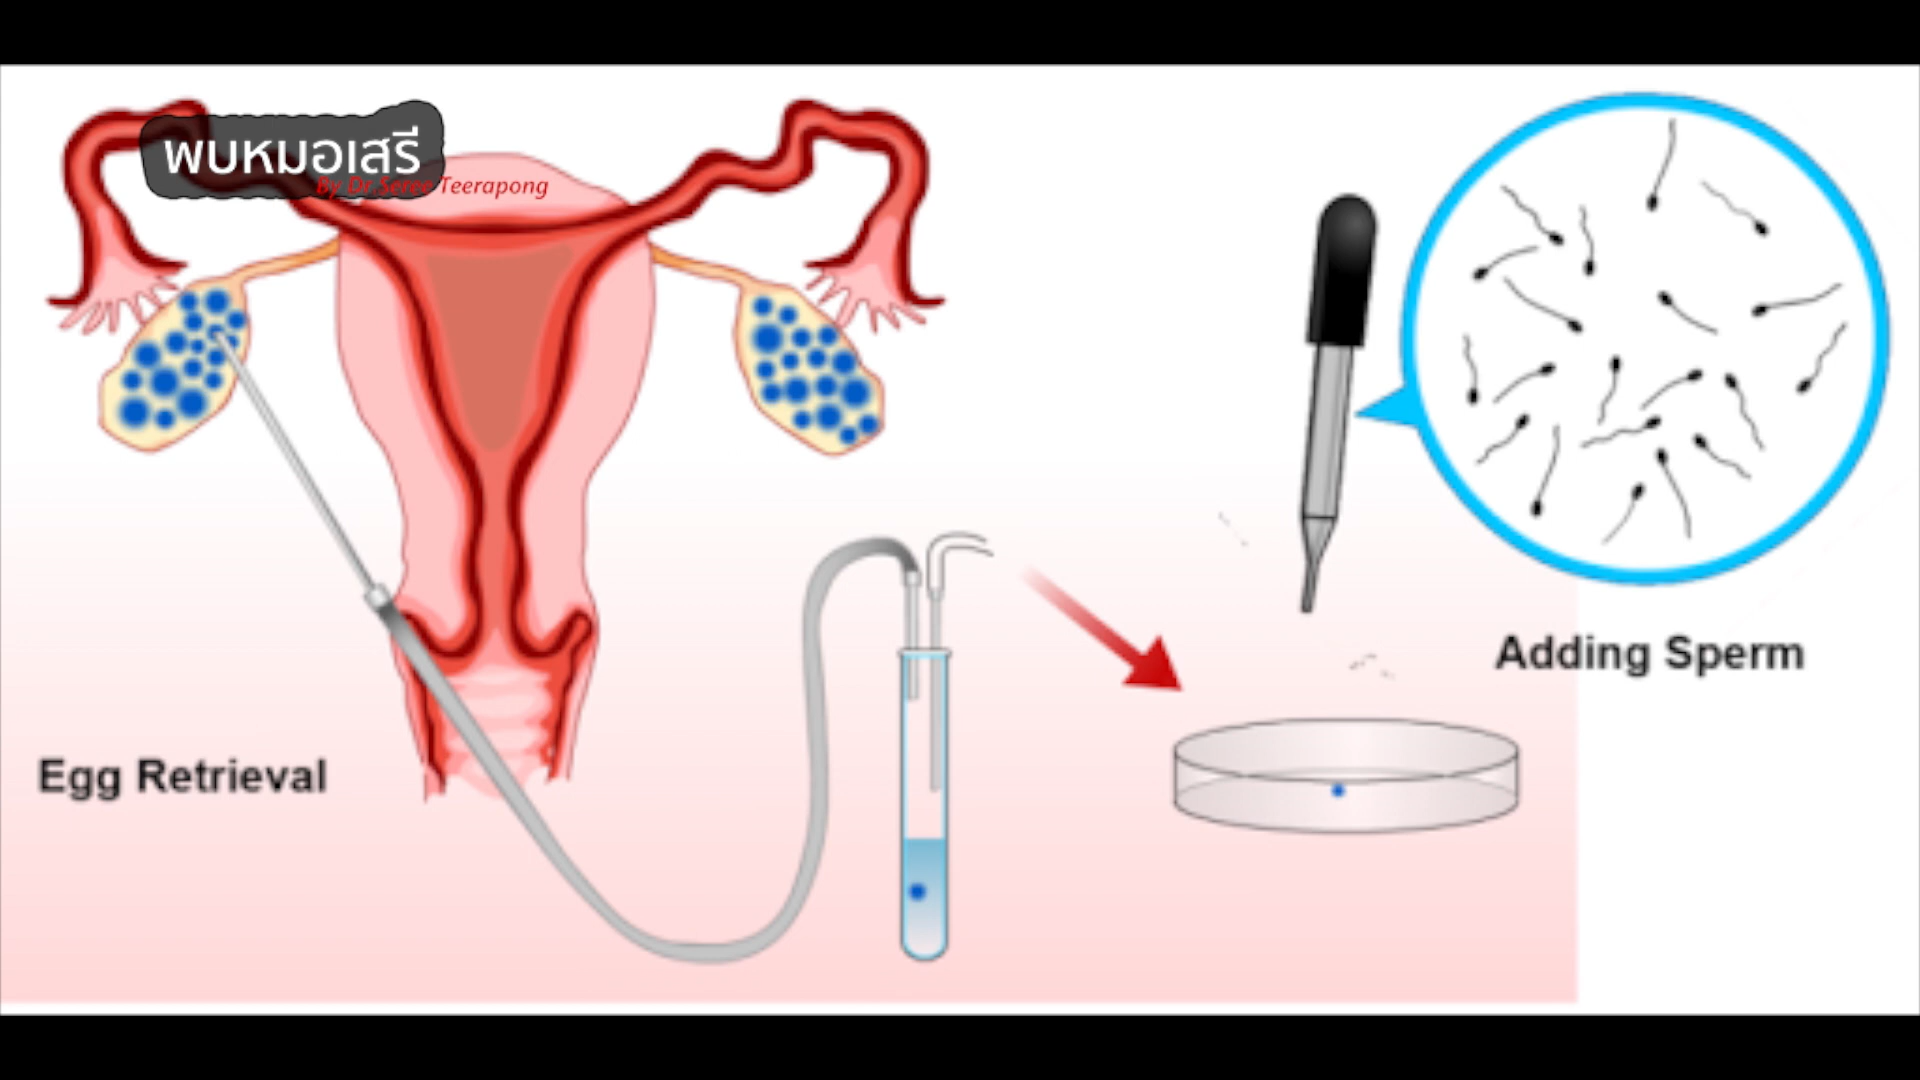 พบหมอเสรี
By Dr.Seree Teerapong
Adding Sperm
Egg Retrieval